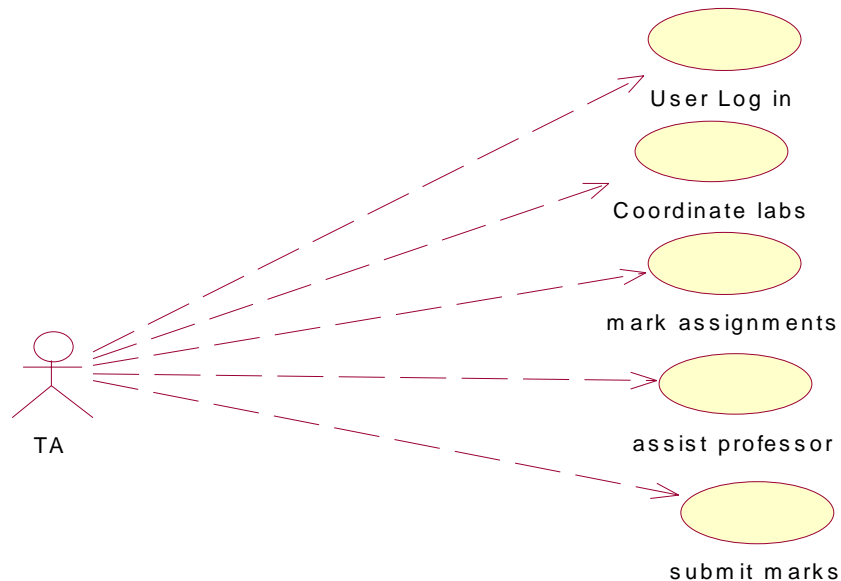 User Log in
Coordinate labs
mark assignments
TA
assist professor
submit marks